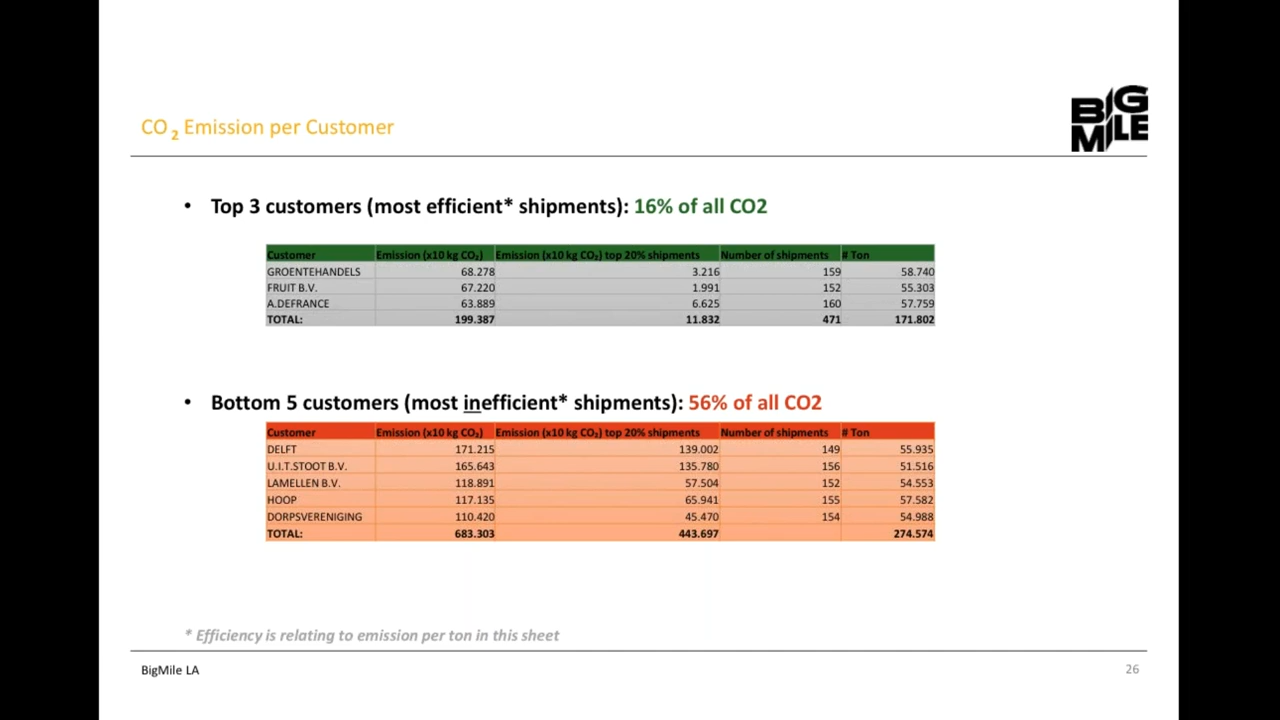 BIG
MILE
CO2 Emission per Customer
• Top 3 customers (most efficient* shipments): 16% of all CO2
Customer Emission (x10 kg CO₂) Emission (x10 kg CO₂) top 20% shipments Number of shipments # Ton
GROENTEHANDELS 68.278 3.216 159 58.740
FRUIT B.V. 67.220 1.991 152 55.303
A.DEFRANCE 63.889 6.625 160 57.759
TOTAL: 199.387 11.832 471 171.802
• Bottom 5 customers (most inefficient* shipments): 56% of all CO2
Customer Emission (x10 kg CO₂) Emission (x10 kg CO₂) top 20% shipments Number of shipments # Ton
DELFT 171.215 139.002 149 55.935
U.I.T.STOOT B.V. 165.643 135.780 156 51.516
LAMELLEN B.V. 118.891 57.504 152 54.553
HOOP 117.135 65.941 155 57.582
DORPSVERENIGING 110.420 45.470 154 54.988
TOTAL: 683.303 443.697 274.574
* Efficiency is relating to emission per ton in this sheet
BigMile LA 26